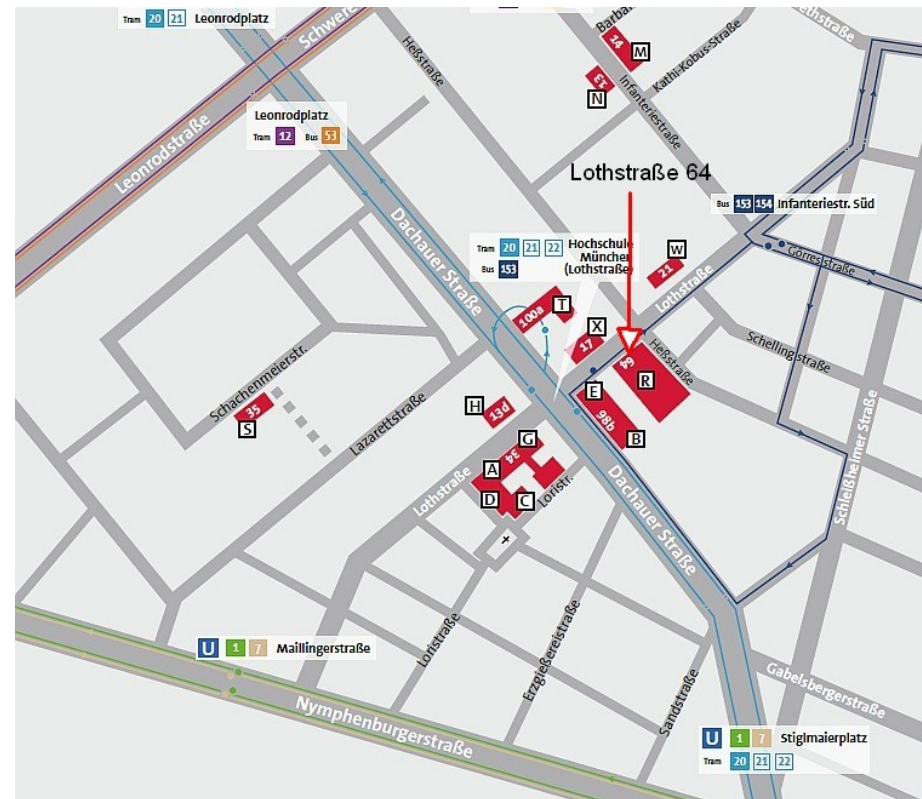 Tram 20 21 Leonrodplatz
Heßstraße
14
M
13
N
Infanteriestraße
Kathi-Kobus-Straße
Leonrodplatz
Tram 12 Bus 53
Leonrodstraße
Lothstraße 64
Bus 153 154 Infanteriestr. Süd
Görresstraße
Dachauer Straße
Tram 20 21 22 Hochschule
München
Bus 153 (Lothstraße)
W
21
Lothstraße
100a
T
X
17
64
R
Heßstraße
Schellingstraße
Schleißheimer Straße
Schachenmeierstr.
35
S
Lazarettstraße
H
13d
E
98b
B
G
34
A
D
C
Loristr.
Lothstraße
Dachauer Straße
Loristraße
Erzgießereistraße
Sandstraße
Gabelsbergerstraße
U 1 7 Maillingerstraße
Nymphenburgerstraße
U 1 7 Stiglmaierplatz
Tram 20 21 22